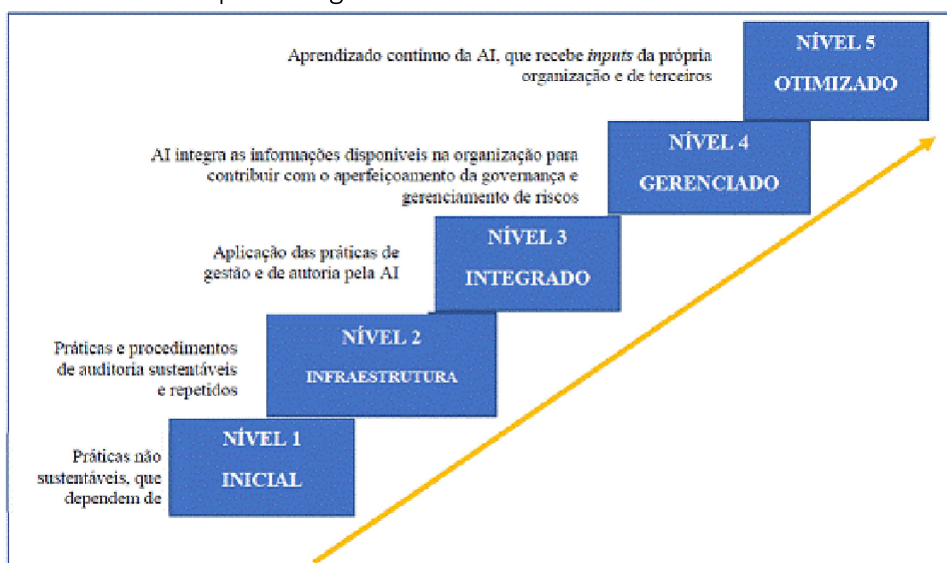 Aprendizado contínuo da AI, que recebe inputs da própria
organização e de terceiros
NÍVEL 5
OTIMIZADO
AI integra as informações disponíveis na organização para
contribuir com o aperfeiçoamento da governança e
gerenciamento de riscos
NÍVEL 4
GERENCIADO
Aplicação das práticas de
gestão e de autoria pela AI
NÍVEL 3
INTEGRADO
Práticas e procedimentos
de auditoria sustentáveis
e repetidos
NÍVEL 2
INFRAESTRUTURA
Práticas não
sustentáveis, que
dependem de
NÍVEL 1
INICIAL